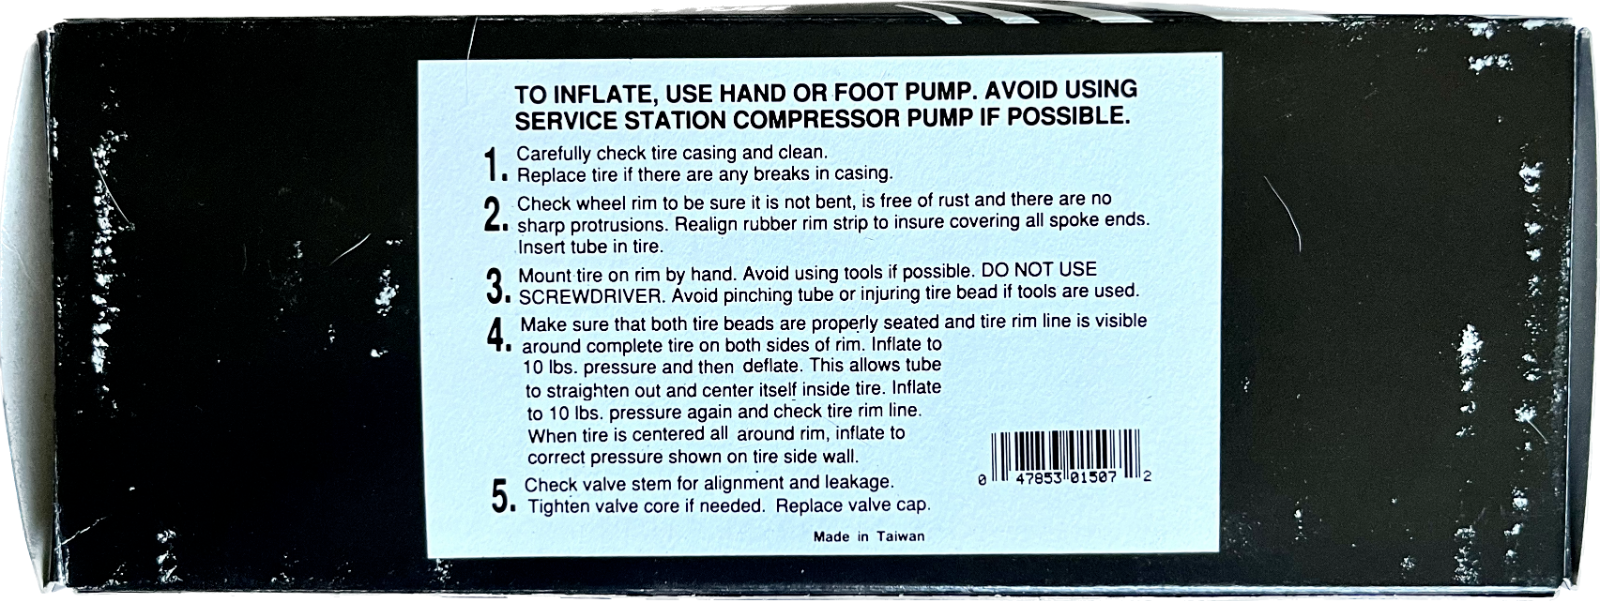 TO INFLATE, USE HAND OR FOOT PUMP. AVOID USING
SERVICE STATION COMPRESSOR PUMP IF POSSIBLE.
1. Carefully check tire casing and clean.
Replace tire if there are any breaks in casing.
2. Check wheel rim to be sure it is not bent, is free of rust and there are no
sharp protrusions. Realign rubber rim strip to insure covering all spoke ends.
Insert tube in tire.
3. Mount tire on rim by hand. Avoid using tools if possible. DO NOT USE
SCREWDRIVER. Avoid pinching tube or injuring tire bead if tools are used.
4. Make sure that both tire beads are properly seated and tire rim line is visible
around complete tire on both sides of rim. Inflate to
10 lbs. pressure and then deflate. This allows tube
to straighten out and center itself inside tire. Inflate
to 10 lbs. pressure again and check tire rim line.
When tire is centered all around rim, inflate to
correct pressure shown on tire side wall.
5. Check valve stem for alignment and leakage.
Tighten valve core if needed. Replace valve cap.
0 47853 01507 2
Made in Taiwan